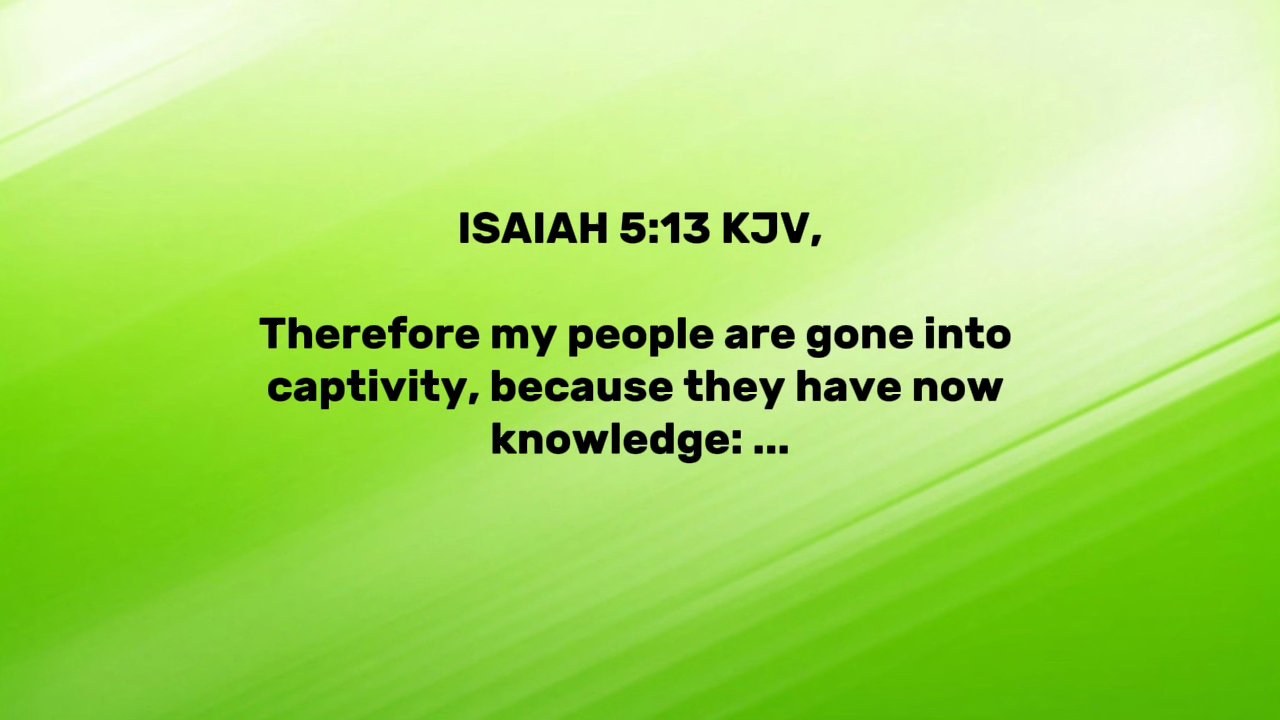 ISAIAH 5:13 KJV,
Therefore my people are gone into
captivity, because they have now
knowledge: ...